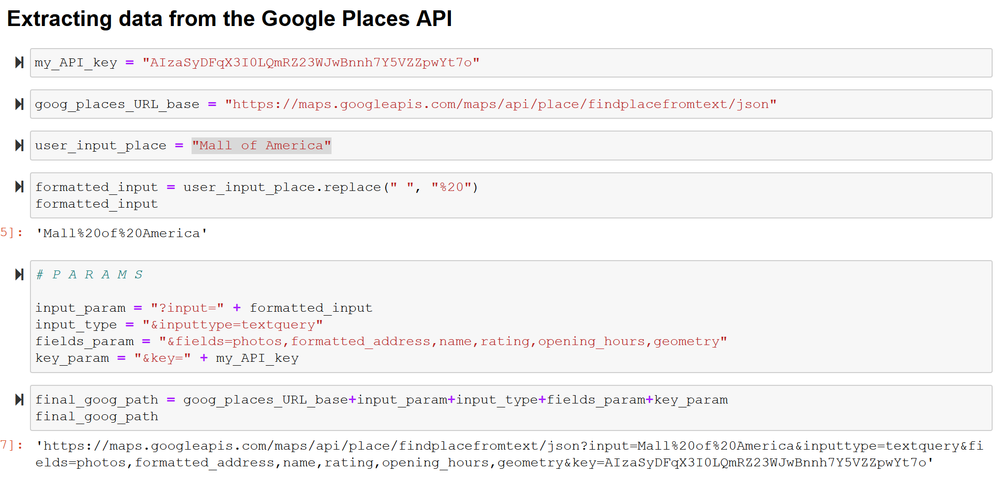 Extracting data from the Google Places API
my_API_key = "AIzaSyDFqX3I0LQmRZ23WJwBnnh7Y5VZZpwYt7o"
goog_places_URL_base = "https://maps.googleapis.com/maps/api/place/findplacefromtext/json"
user_input_place = "Mall of America"
formatted_input = user_input_place.replace(" ", "%20")
formatted_input
5]: 'Mall%20of%20America'
# P A R A M S
input_param = "?input=" + formatted_input
input_type = "&inputtype=textquery"
fields_param = "&fields=photos,formatted_address,name,rating,opening_hours,geometry"
key_param = "&key=" + my_API_key
final_goog_path = goog_places_URL_base+input_param+input_type+fields_param+key_param
final_goog_path
7]: 'https://maps.googleapis.com/maps/api/place/findplacefromtext/json?input=Mall%20of%20America&inputtype=textquery&fi
elds=photos,formatted_address,name,rating,opening_hours,geometry&key=AIzaSyDFqX3I0LQmRZ23WJwBnnh7Y5VZZpwYt7o'